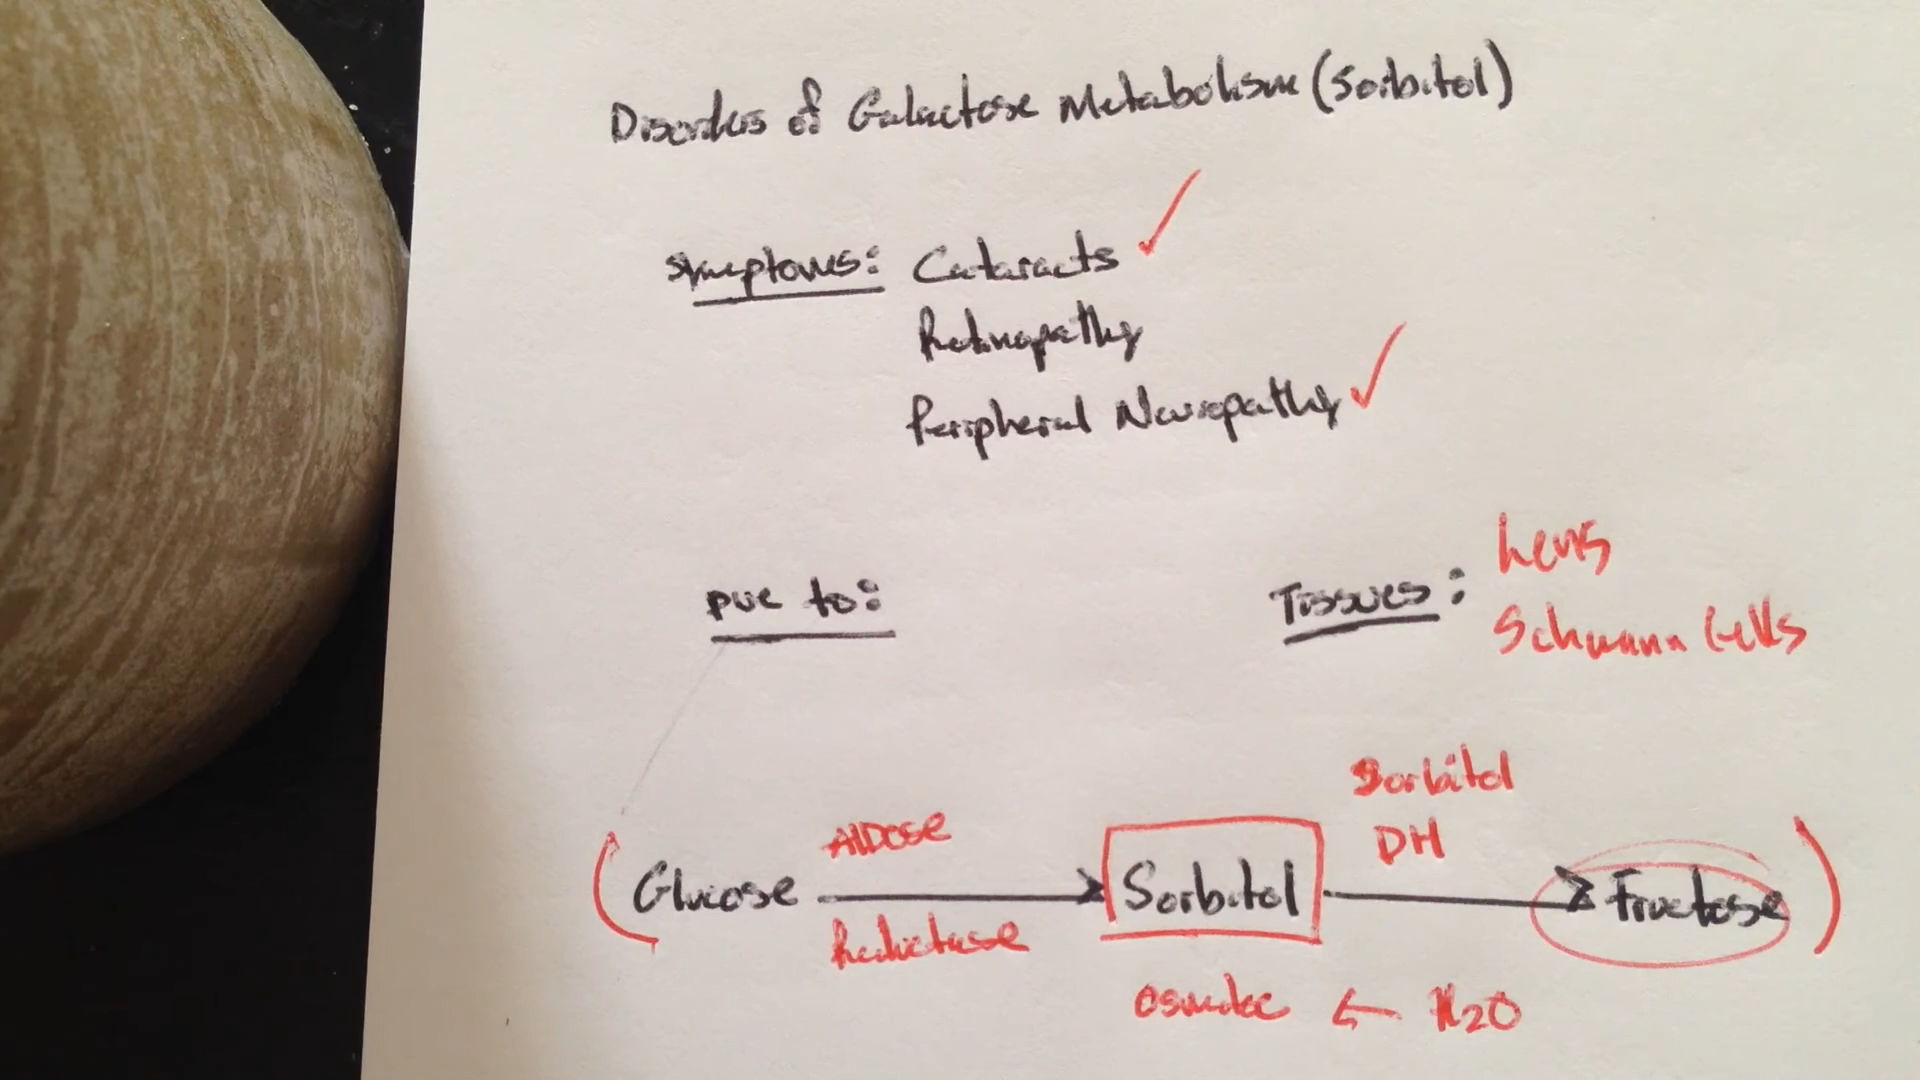 Disorders of Galactose Metabolism (Sorbitol)
Symptoms: Cataracts
Retinopathy
Peripheral Neuropathy
Due to:
Tissues: Lens
Schwann Cells
Glucose Aldose Reductase Sorbitol Sorbitol DH Fructose
H2O